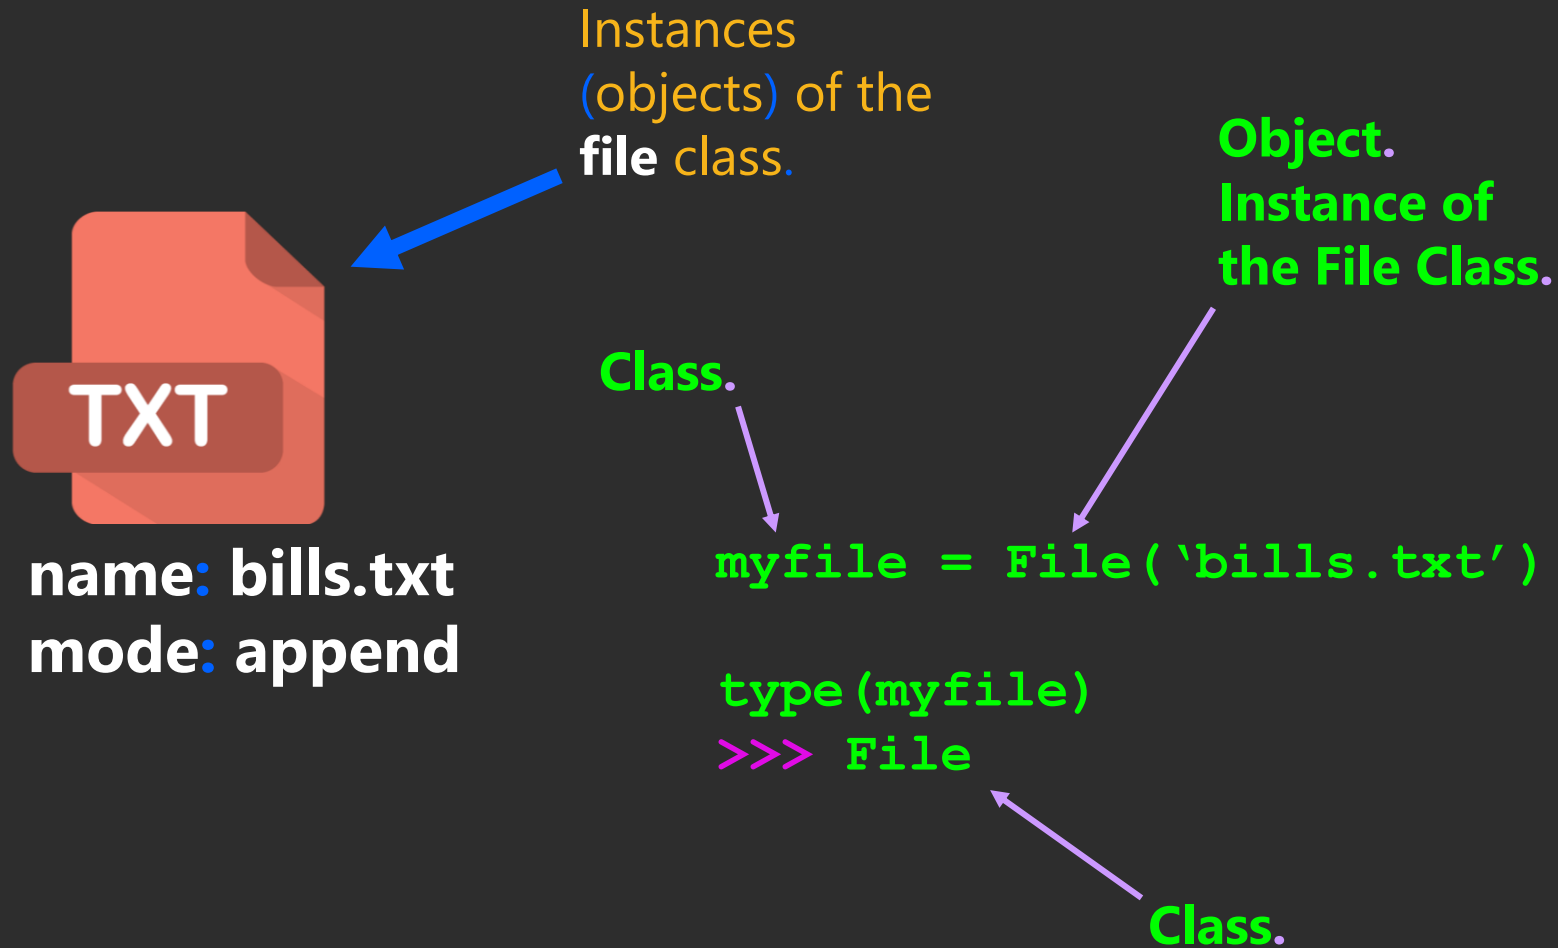 Instances
(objects) of the
file class.
Object.
Instance of
the File Class.
TXT
name: bills.txt
mode: append
Class.
myfile = File(‘bills.txt’)
type(myfile)
>>> File
Class.